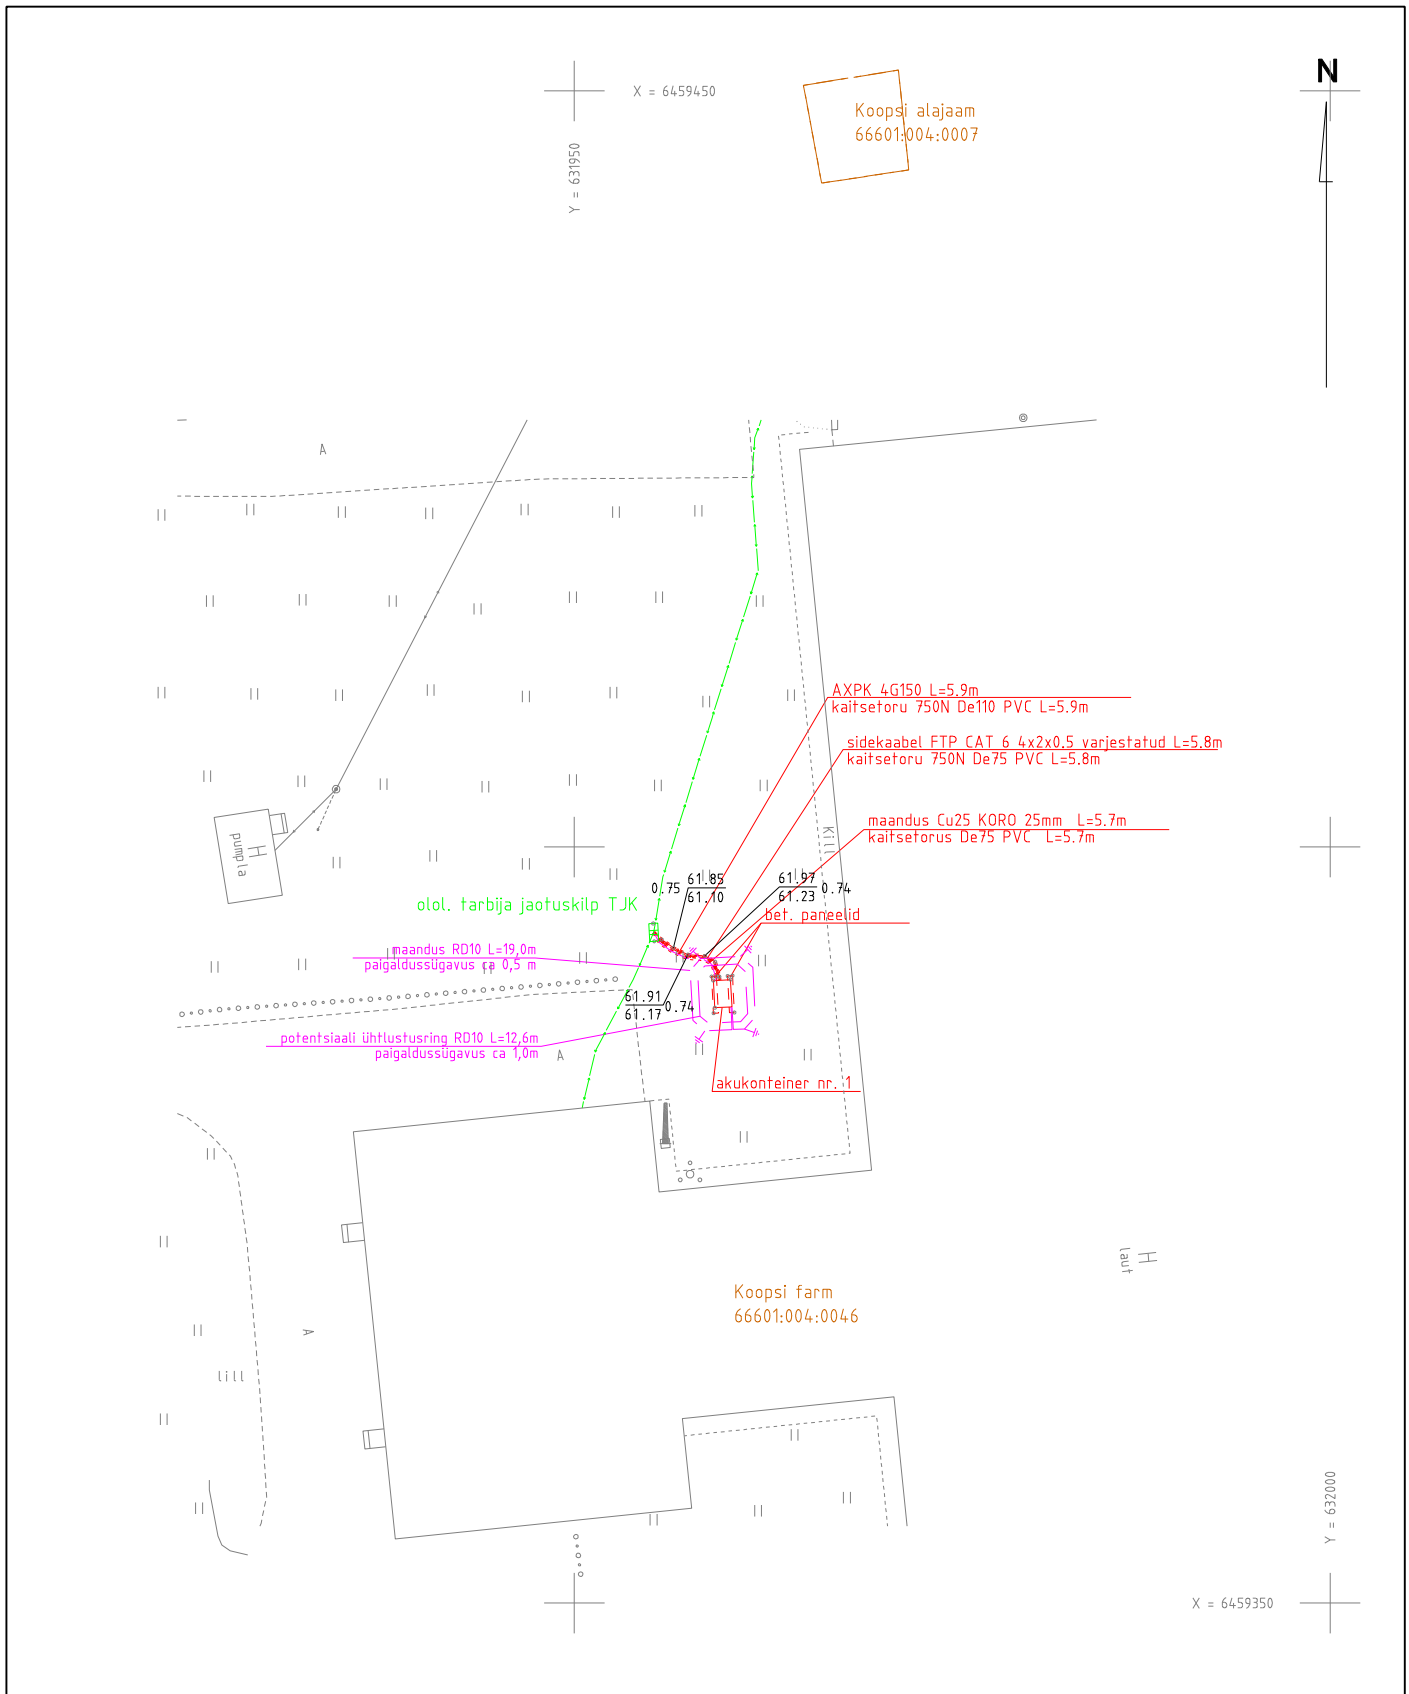 N
X = 6459450
Y = 631950
Koopsi alajaam
66601:004:0007
A
AXPK 4G150 L=5.9m
kaitsetoru 750N De110 PVC L=5.9m
sidekaabel FTP CAT 6 4x2x0.5 varjestatud L=5.8m
kaitsetoru 750N De75 PVC L=5.8m
maandus Cu25 KORO 25mm L=5.7m
kaitsetorus De75 PVC L=5.7m
Kill
H
pumpla
61.85
0.75
61.10
61.97
0.74
61.23
olol. tarbija jaotuskilp TJK
bet. paneelid
maandus RD10 L=19,0m
paigaldussügavus ca 0,5 m
61.91
0.74
61.17
potentsiaali ühtlustusring RD10 L=12,6m
paigaldussügavus ca 1,0m
A
akukonteiner nr. 1
H
laut
Koopsi farm
66601:004:0046
A
lill
Y = 632000
X = 6459350